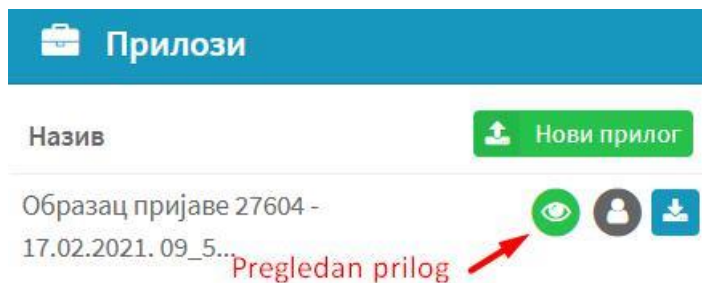 Прилози
Назив
Нови прилог
Образац пријаве 27604 -
17.02.2021. 09_5...
Pregledan prilog